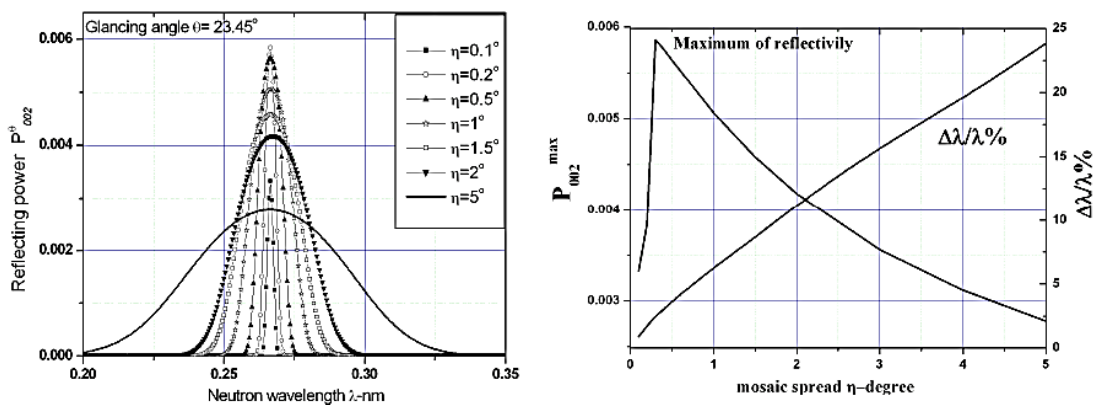 Glancing angle θ= 23.45°
η=0.1°
η=0.2°
η=0.5°
η=1°
η=1.5°
η=2°
η=5°
Reflecting power P^θ_002
0.006
0.004
0.002
0.000
0.20
0.25
0.30
0.35
Neutron wavelength λ-nm
Maximum of reflectivily
Δλ/λ%
P_002^max
0.006
0.005
0.004
0.003
0
1
2
3
4
5
mosaic spread η–degree
25
20
15
10
5
0
Δλ/λ%